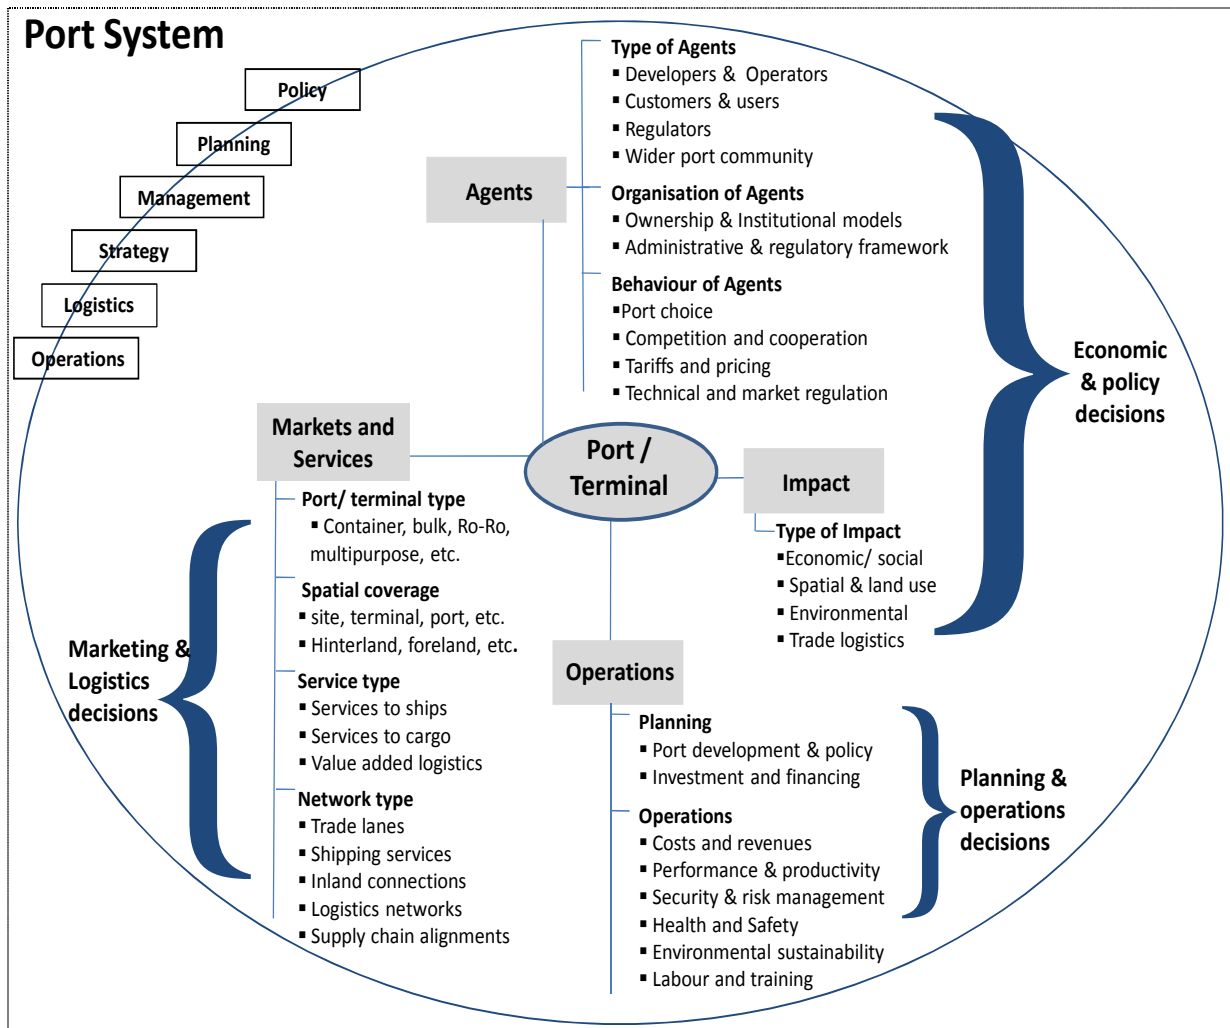 Port System
Policy
Planning
Management
Strategy
Logistics
Operations
Agents
Type of Agents
▪ Developers & Operators
▪ Customers & users
▪ Regulators
▪ Wider port community
Organisation of Agents
▪ Ownership & Institutional models
▪ Administrative & regulatory framework
Behaviour of Agents
▪Port choice
▪ Competition and cooperation
▪ Tariffs and pricing
▪ Technical and market regulation
Economic
& policy
decisions
Port /
Terminal
Markets and
Services
Port/ terminal type
▪ Container, bulk, Ro-Ro,
multipurpose, etc.
Spatial coverage
▪ site, terminal, port, etc.
▪ Hinterland, foreland, etc.
Service type
▪ Services to ships
▪ Services to cargo
▪ Value added logistics
Network type
▪ Trade lanes
▪ Shipping services
▪ Inland connections
▪ Logistics networks
▪ Supply chain alignments
Marketing &
Logistics
decisions
Impact
Type of Impact
▪Economic/ social
▪ Spatial & land use
▪ Environmental
▪ Trade logistics
Operations
Planning
▪ Port development & policy
▪ Investment and financing
Operations
▪ Costs and revenues
▪ Performance & productivity
▪ Security & risk management
▪ Health and Safety
▪ Environmental sustainability
▪ Labour and training
Planning &
operations
decisions